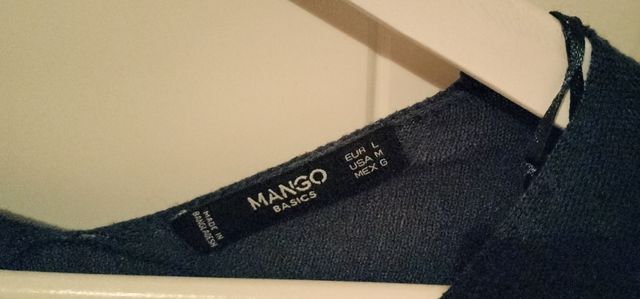 MANGO
BASICS
EUR L
USA M
MEX G
MADE IN
BANGLADESH